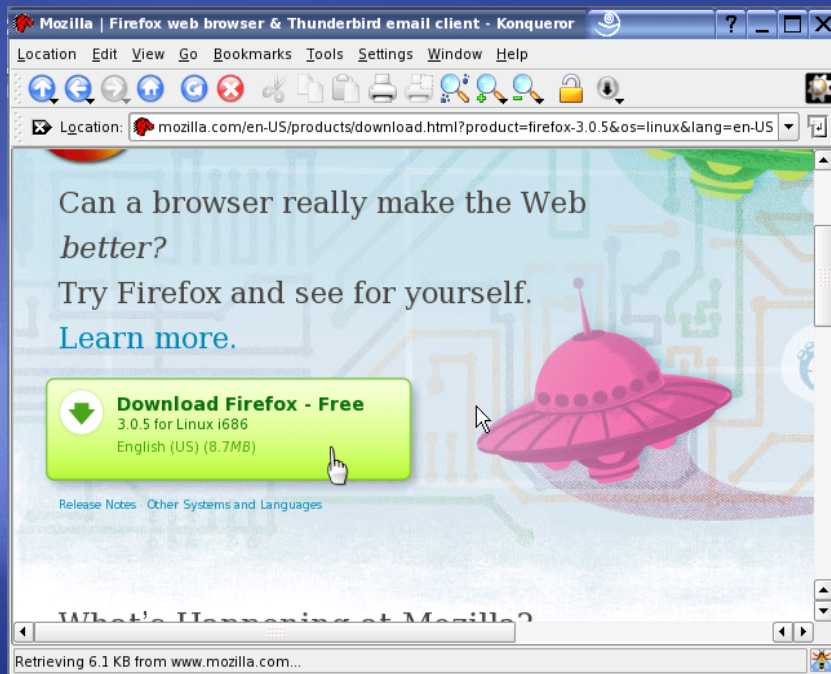 Mozilla | Firefox web browser & Thunderbird email client - Konqueror
Location Edit View Go Bookmarks Tools Settings Window Help
Location: mozilla.com/en-US/products/download.html?product=firefox-3.0.5&os=linux&lang=en-US
Can a browser really make the Web
better?
Try Firefox and see for yourself.
Learn more.
Download Firefox - Free
3.0.5 for Linux i686
English (US) (8.7MB)
Release Notes Other Systems and Languages
What's Happening at Mozilla?
Retrieving 6.1 KB from www.mozilla.com...